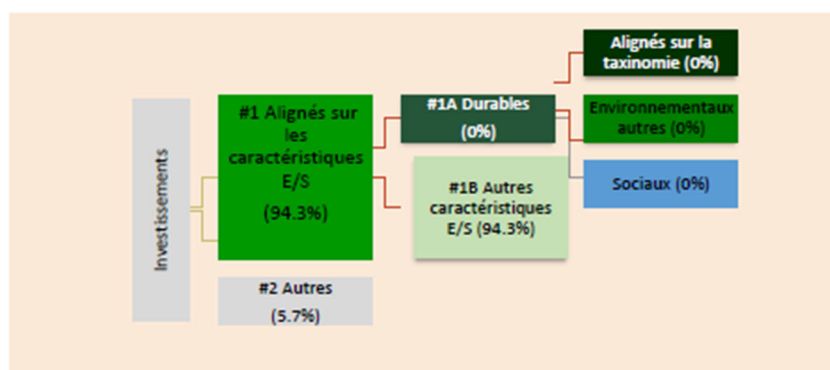 Investissements
#1 Alignés sur
les
caractéristiques
E/S
(94.3%)
#2 Autres
(5.7%)
#1A Durables
(0%)
#1B Autres
caractéristiques
E/S (94.3%)
Alignés sur la
taxinomie (0%)
Environnementaux
autres (0%)
Sociaux (0%)